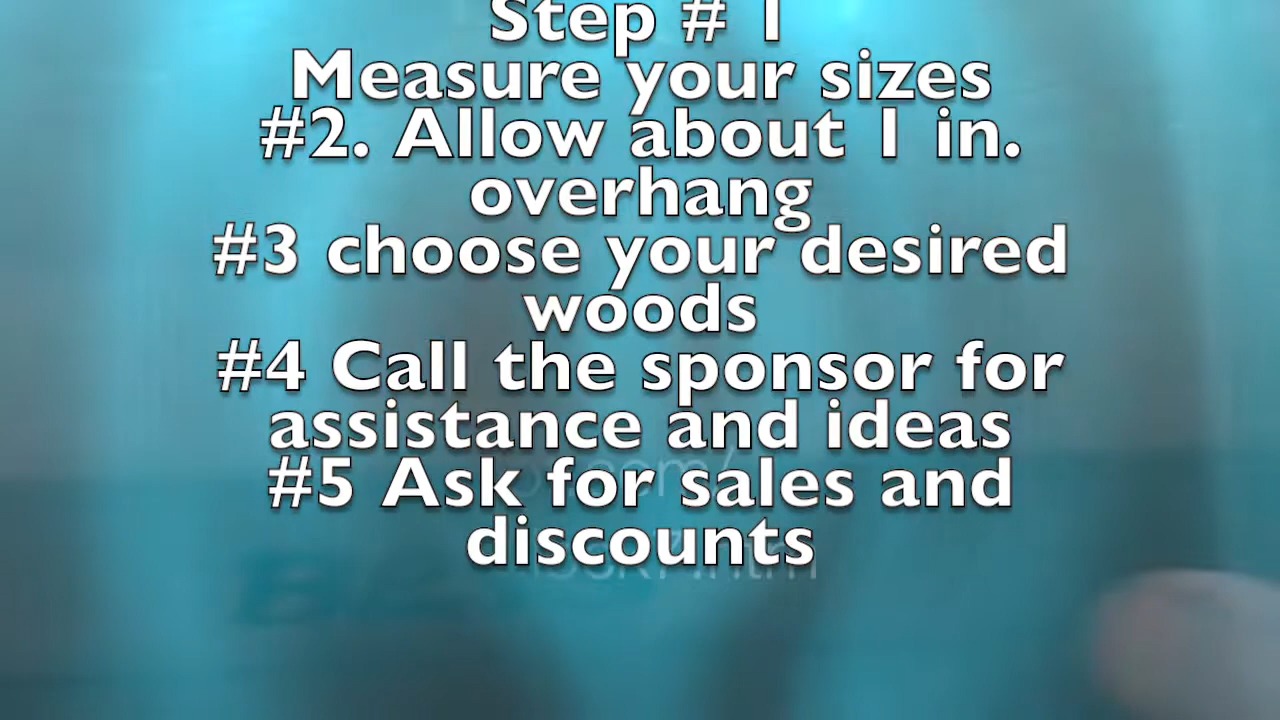 Step # 1
Measure your sizes
#2. Allow about 1 in.
overhang
#3 choose your desired
woods
#4 Call the sponsor for
assistance and ideas
#5 Ask for sales and
discounts